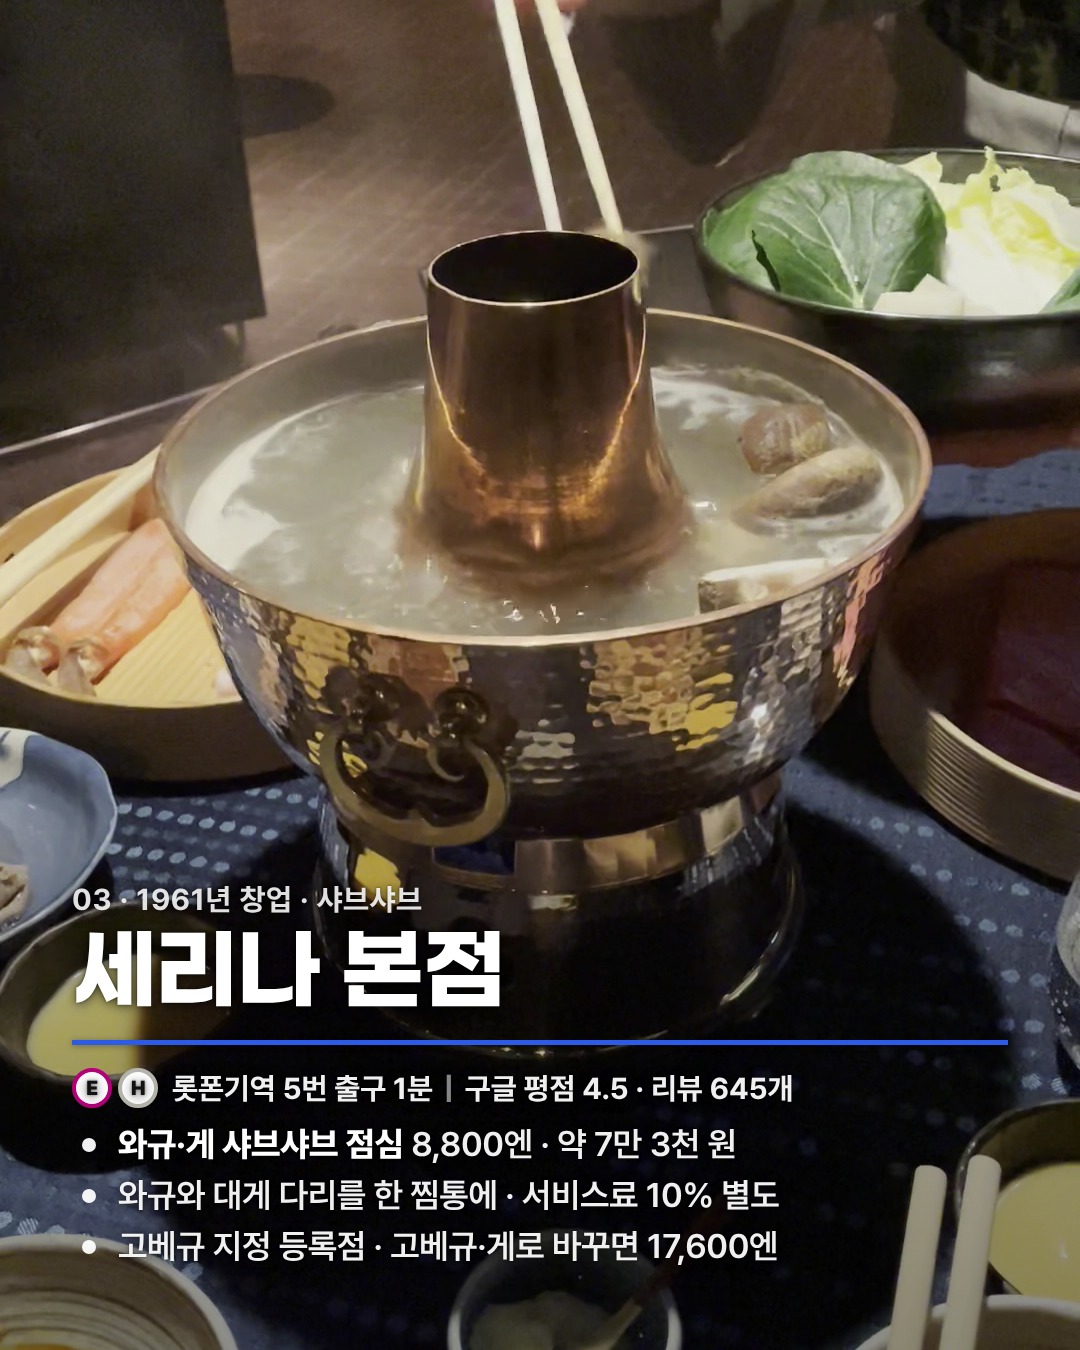 03 · 1961년 창업 · 샤브샤브
세리나 본점
E H 롯폰기역 5번 출구 1분 | 구글 평점 4.5 · 리뷰 645개
• 와규·게 샤브샤브 점심 8,800엔 · 약 7만 3천 원
• 와규와 대게 다리를 한 찜통에 · 서비스료 10% 별도
• 고베규 지정 등록점 · 고베규·게로 바꾸면 17,600엔